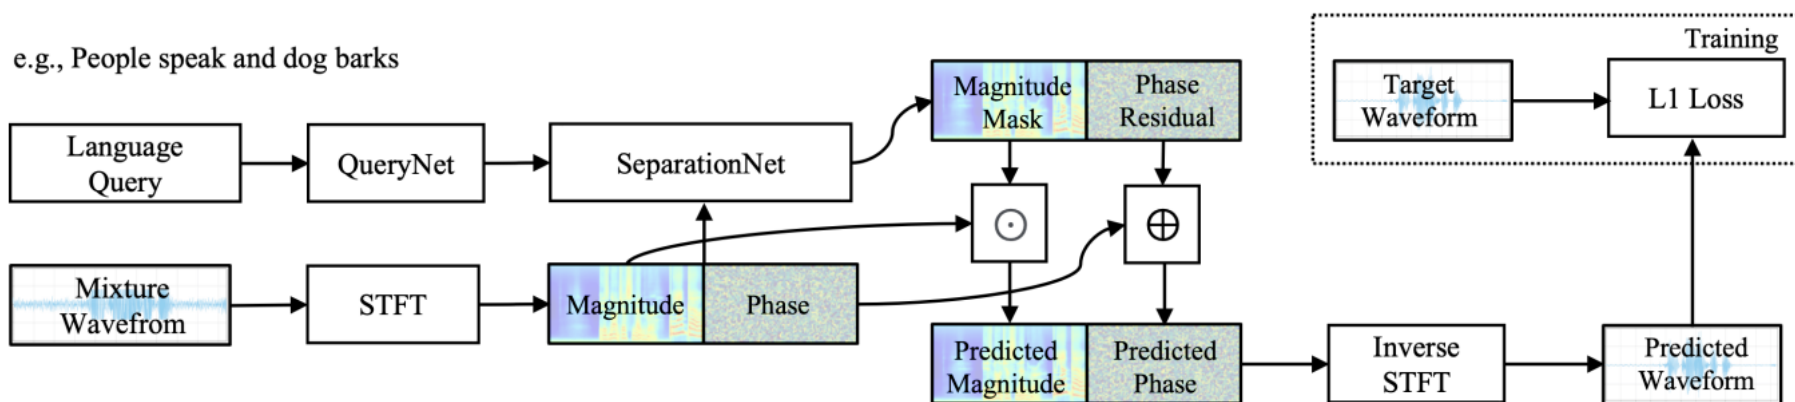 e.g., People speak and dog barks
Language
Query
QueryNet
SeparationNet
Magnitude
Mask
Phase
Residual
Training
Target
Waveform
L1 Loss
Mixture
Wavefrom
STFT
Magnitude
Phase
Predicted
Magnitude
Predicted
Phase
Inverse
STFT
Predicted
Waveform